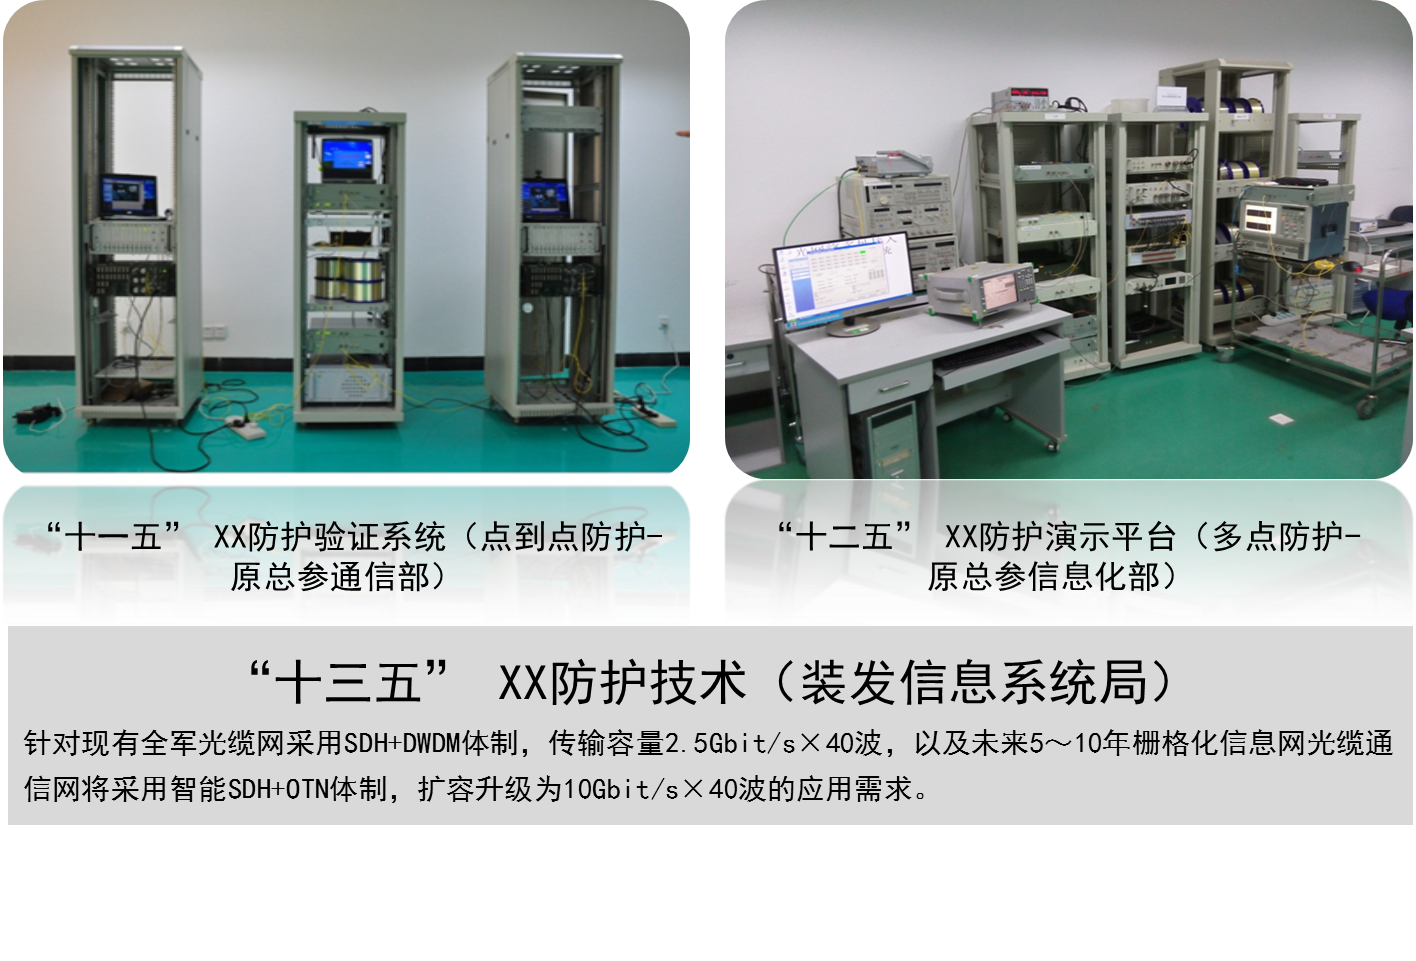 “十一五” XX防护验证系统（点到点防护-
原总参通信部）
“十二五” XX防护演示平台（多点防护-
原总参信息化部）
“十三五” XX防护技术（装发信息系统局）
针对现有全军光缆网采用SDH+DWDM体制，传输容量2.5Gbit/s×40波，以及未来5～10年栅格化信息网光缆通
信网将采用智能SDH+OTN体制，扩容升级为10Gbit/s×40波的应用需求。